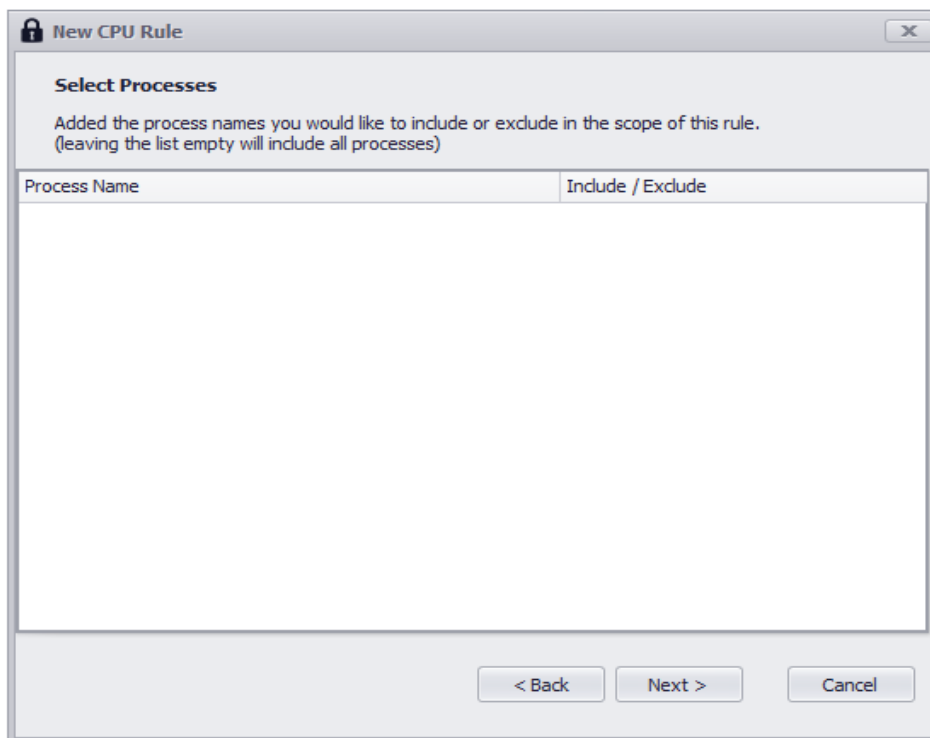 New CPU Rule
Select Processes
Added the process names you would like to include or exclude in the scope of this rule.
(leaving the list empty will include all processes)
Process Name Include / Exclude
< Back Next > Cancel